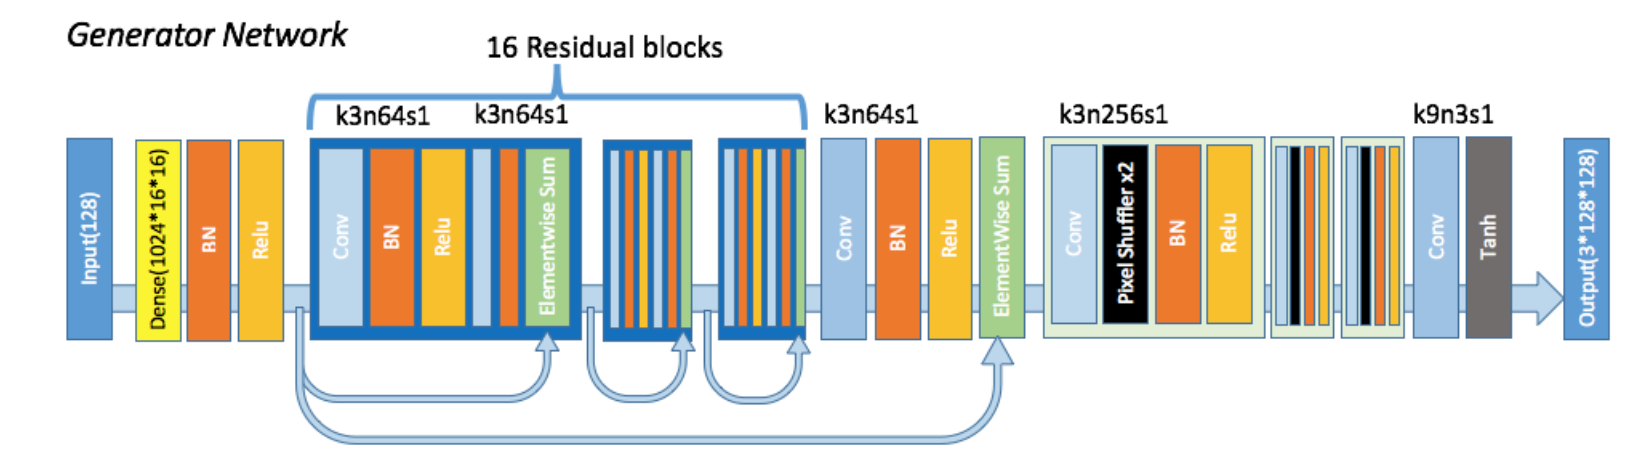 Generator Network
16 Residual blocks
k3n64s1
k3n64s1
k3n64s1
k3n256s1
k9n3s1
Input(128)
Dense(1024*16*16)
BN
Relu
Conv
BN
Relu
Elementwise Sum
Conv
BN
Relu
ElementWise Sum
Conv
Pixel Shuffler x2
BN
Relu
Conv
Tanh
Output(3*128*128)